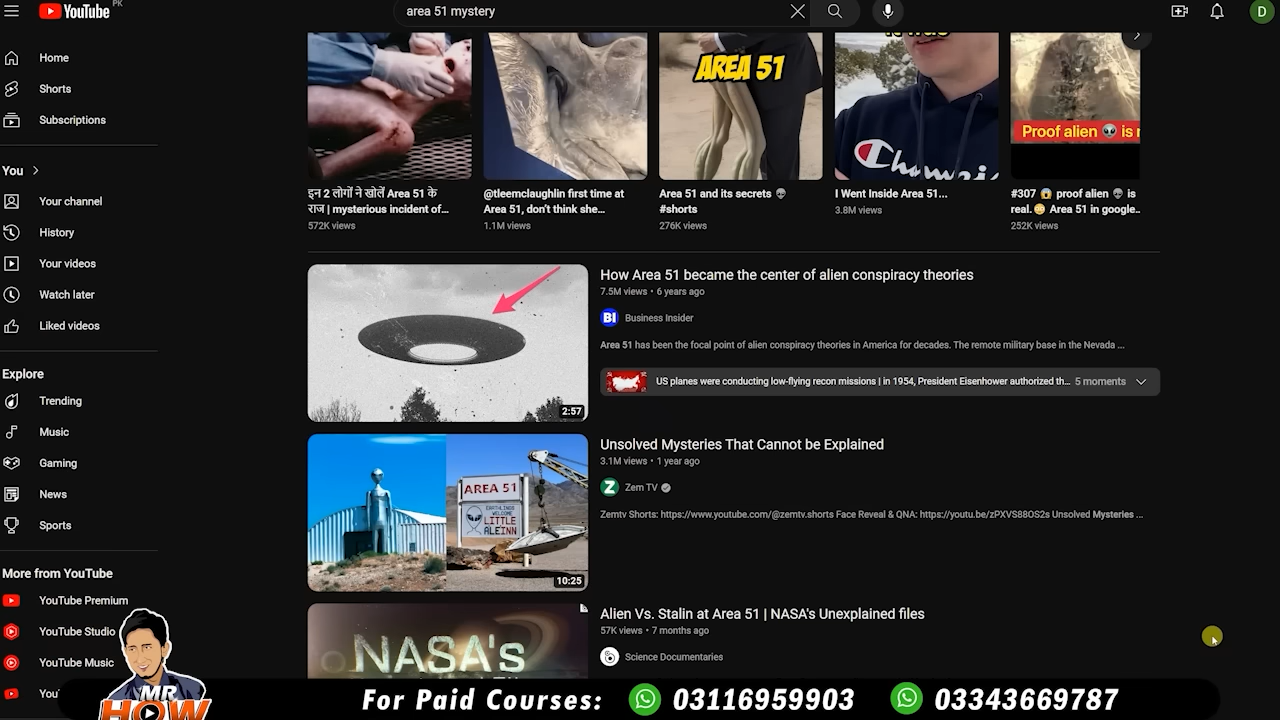 YouTube PK
area 51 mystery
D
Home
Shorts
Subscriptions
You
Your channel
History
Your videos
Watch later
Liked videos
Explore
Trending
Music
Gaming
News
Sports
More from YouTube
YouTube Premium
YouTube Studio
YouTube Music
AREA 51
Champi
Proof alien 👽 is r
इन 2 लोगों ने खोलें Area 51 के
राज | mysterious incident of...
572K views
@tleemclaughlin first time at
Area 51, don't think she...
1.1M views
Area 51 and its secrets 👽
#shorts
276K views
I Went Inside Area 51...
3.8M views
#307 😱 proof alien 👽 is
real.😳 Area 51 in google..
252K views
2:57
How Area 51 became the center of alien conspiracy theories
7.5M views • 6 years ago
BI Business Insider
Area 51 has been the focal point of alien conspiracy theories in America for decades. The remote military base in the Nevada ...
US planes were conducting low-flying recon missions | in 1954, President Eisenhower authorized th... 5 moments
AREA 51
EARTHLINGS
WELCOME
LITTLE
ALEINN
10:25
Unsolved Mysteries That Cannot be Explained
3.1M views • 1 year ago
Z Zem TV
Zemtv Shorts: https://www.youtube.com/@zemtv.shorts Face Reveal & QNA: https://youtu.be/zPXVS88OS2s Unsolved Mysteries ...
NASA's
Alien Vs. Stalin at Area 51 | NASA's Unexplained files
57K views • 7 months ago
Science Documentaries
MR
HOW
For Paid Courses: 03116959903 03343669787